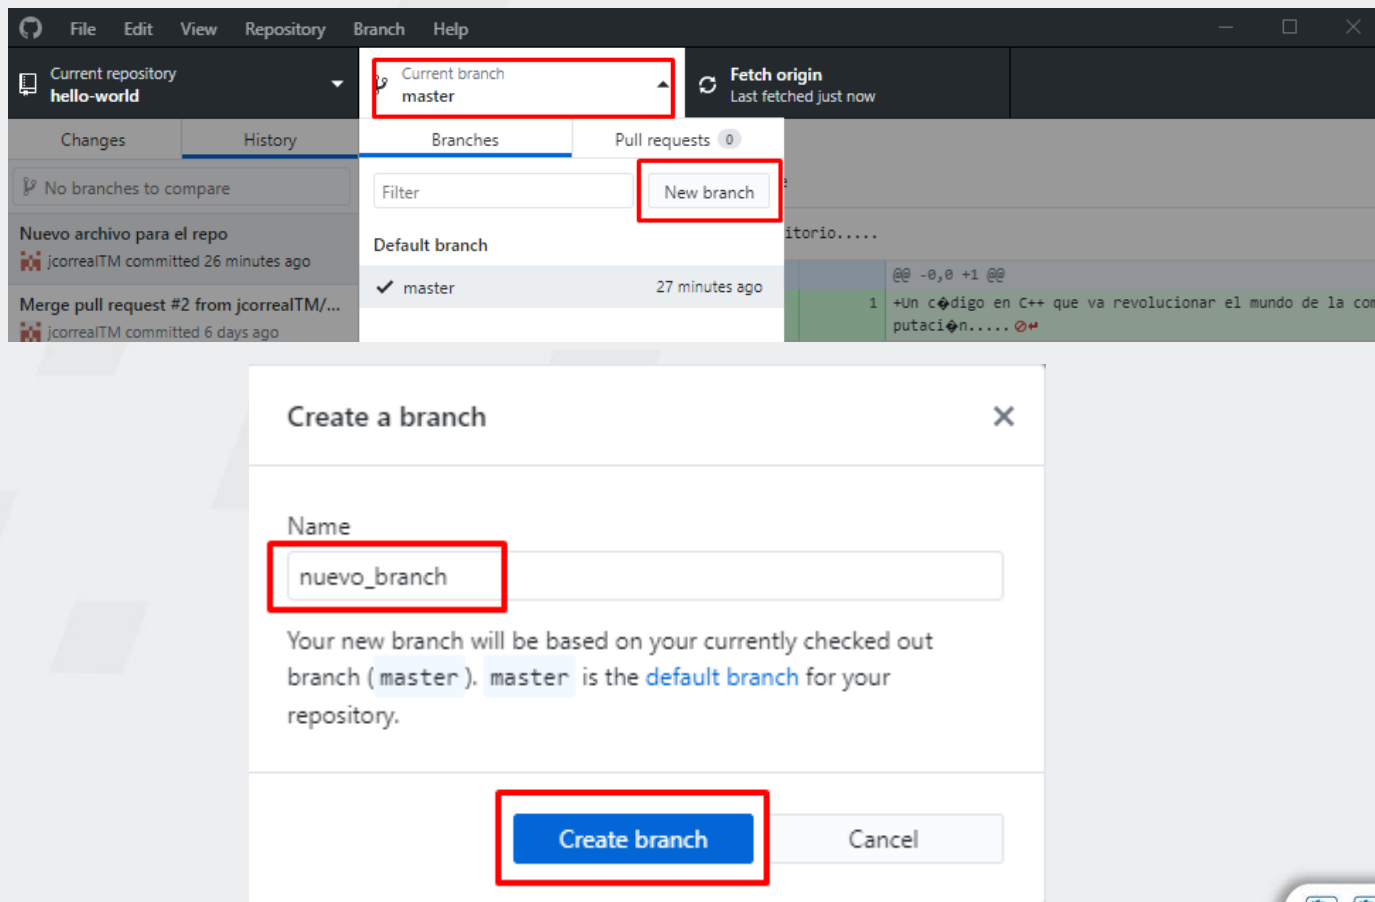 File Edit View Repository Branch Help
Current repository
hello-world
Current branch
master
Fetch origin
Last fetched just now
Changes History
Branches Pull requests 0
No branches to compare
Filter New branch
Nuevo archivo para el repo
jcorrealTM committed 26 minutes ago
Default branch
itorio.....
master 27 minutes ago
@@ -0,0 +1 @@
Merge pull request #2 from jcorrealTM/...
jcorrealTM committed 6 days ago
1 +Un c�digo en C++ que va revolucionar el mundo de la com
putaci�n.....
Create a branch
Name
nuevo_branch
Your new branch will be based on your currently checked out
branch (master). master is the default branch for your
repository.
Create branch Cancel